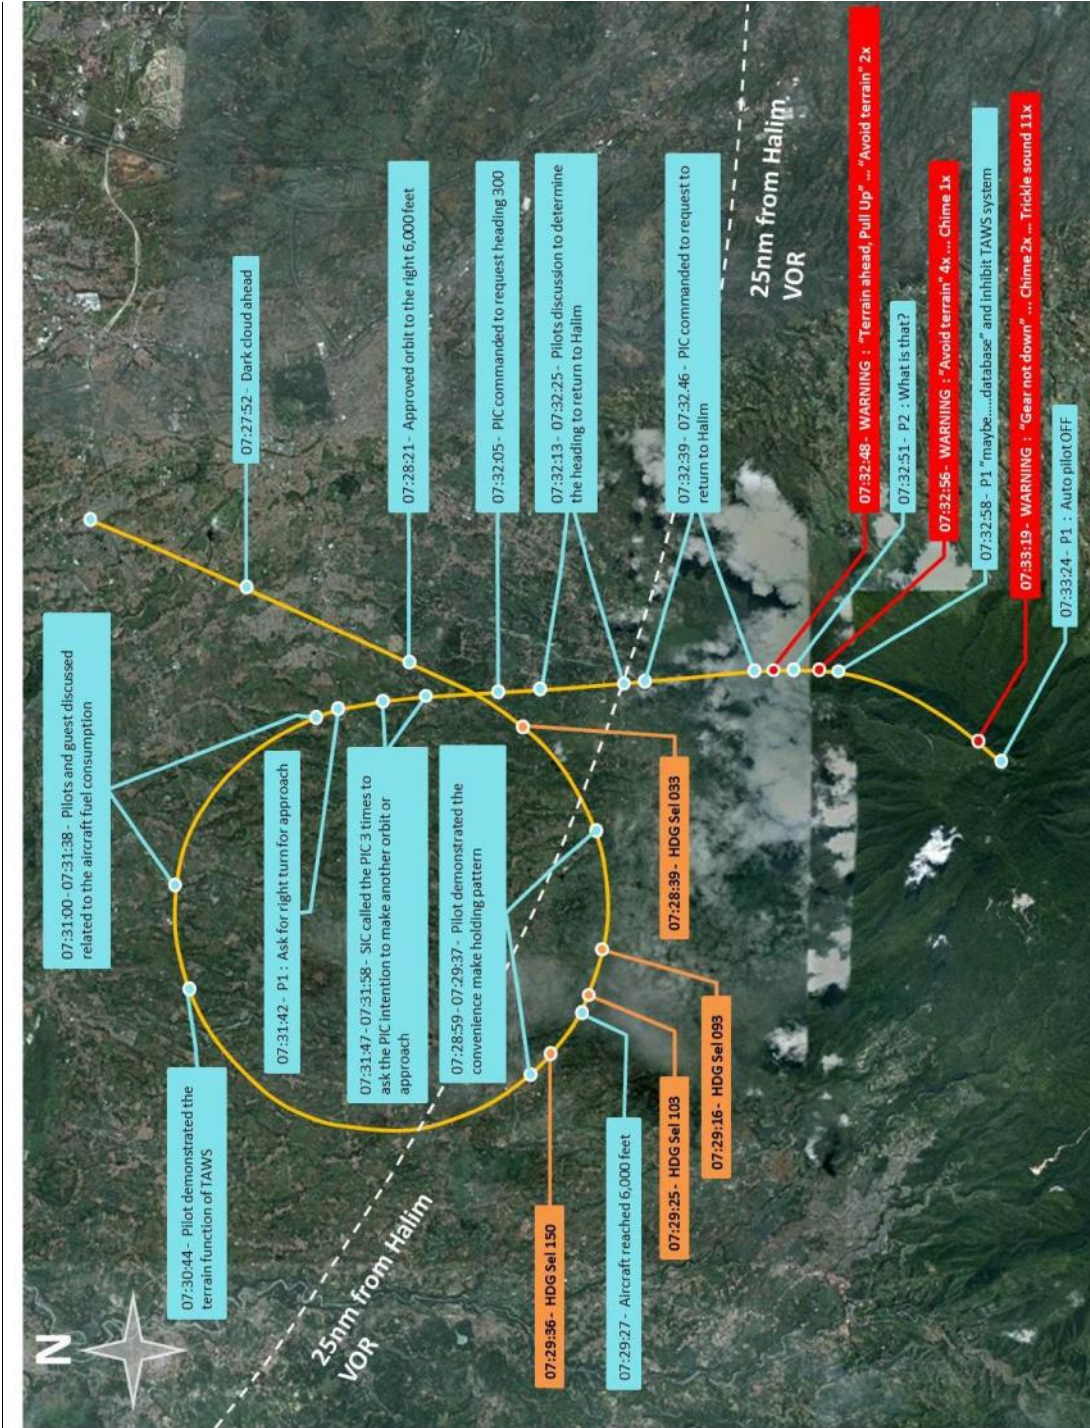 N
07:31:00 - 07:31:38 - Pilots and guest discussed
related to the aircraft fuel consumption
07:30:44 - Pilot demonstrated the
terrain function of TAWS
07:31:42 - P1 : Ask for right turn for approach
07:31:47 - 07:31:58 - SIC called the PIC 3 times to
ask the PIC intention to make another orbit or
approach
07:28:59 - 07:29:37 - Pilot demonstrated the
convenience make holding pattern
25nm from Halim
VOR
07:29:36 - HDG Sel 150
07:29:27 - Aircraft reached 6,000 feet
07:29:25 - HDG Sel 103
07:29:16 - HDG Sel 093
07:28:39 - HDG Sel 033
07:27:52 - Dark cloud ahead
07:28:21 - Approved orbit to the right 6,000 feet
07:32:05 - PIC commanded to request heading 300
07:32:13 - 07:32:25 - Pilots discussion to determine
the heading to return to Halim
07:32:39 - 07:32.46 - PIC commanded to request to
return to Halim
25nm from Halim
VOR
07:32:48 - WARNING : "Terrain ahead, Pull Up" ... "Avoid terrain" 2x
07:32:51 - P2 : What is that?
07:32:56 - WARNING : "Avoid terrain" 4x ... Chime 1x
07:32:58 - P1 "maybe.....database" and inhibit TAWS system
07:33:19 - WARNING : "Gear not down" ... Chime 2x ... Trickle sound 11x
07:33:24 - P1 : Auto pilot OFF